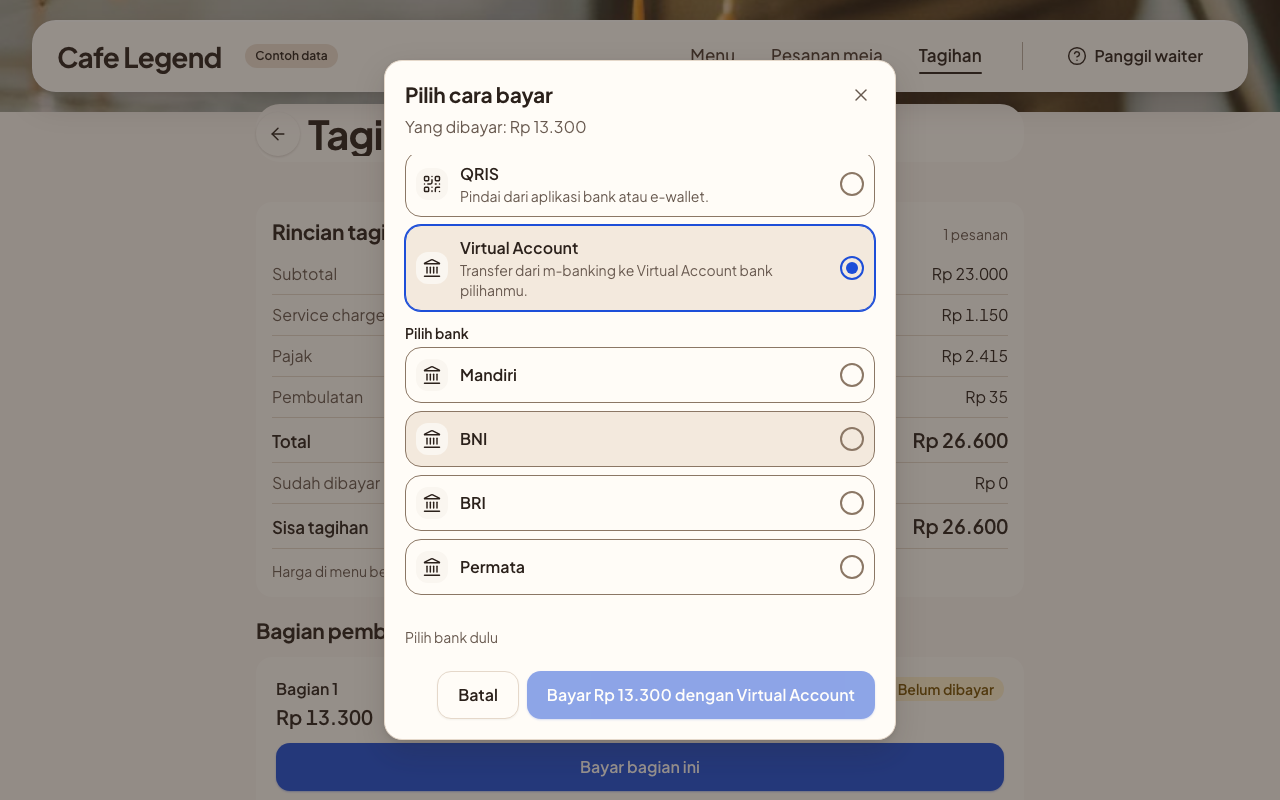 Cafe Legend
Contoh data
Menu
Pesanan meja
Tagihan
Panggil waiter
Pilih cara bayar
Yang dibayar: Rp 13.300
QRIS
Pindai dari aplikasi bank atau e-wallet.
Virtual Account
Transfer dari m-banking ke Virtual Account bank
pilihanmu.
Pilih bank
Mandiri
BNI
BRI
Permata
Pilih bank dulu
Batal
Bayar Rp 13.300 dengan Virtual Account
Rincian
1 pesanan
Subtotal
Rp 23.000
Service charge
Rp 1.150
Pajak
Rp 2.415
Pembulatan
Rp 35
Total
Rp 26.600
Sudah dibayar
Rp 0
Sisa tagihan
Rp 26.600
Harga di menu
Bagian
Bagian 1
Rp 13.300
Belum dibayar
Bayar bagian ini